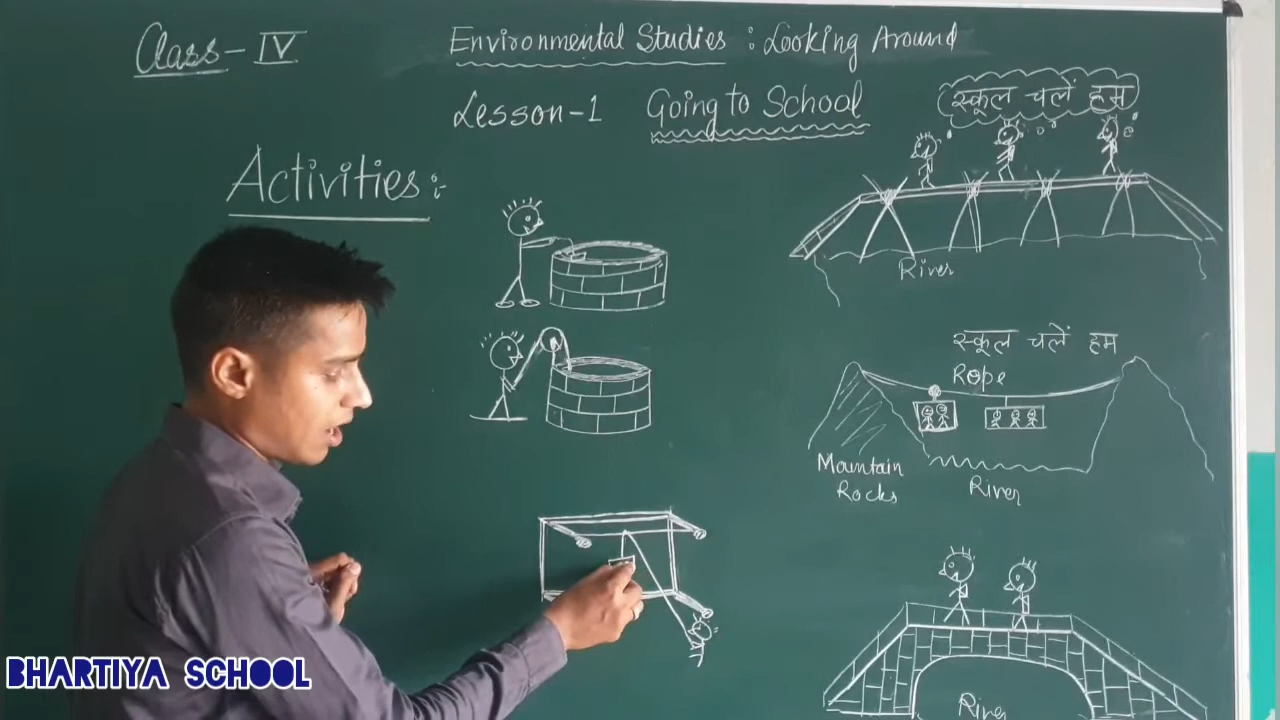 Class-IV
Environmental Studies : Looking Around
Lesson-1 Going to School
Activities:-
स्कूल चलें हम
River
स्कूल चलें हम
Rope
Mountain
Rocks
River
River
BHARTIYA SCHOOL